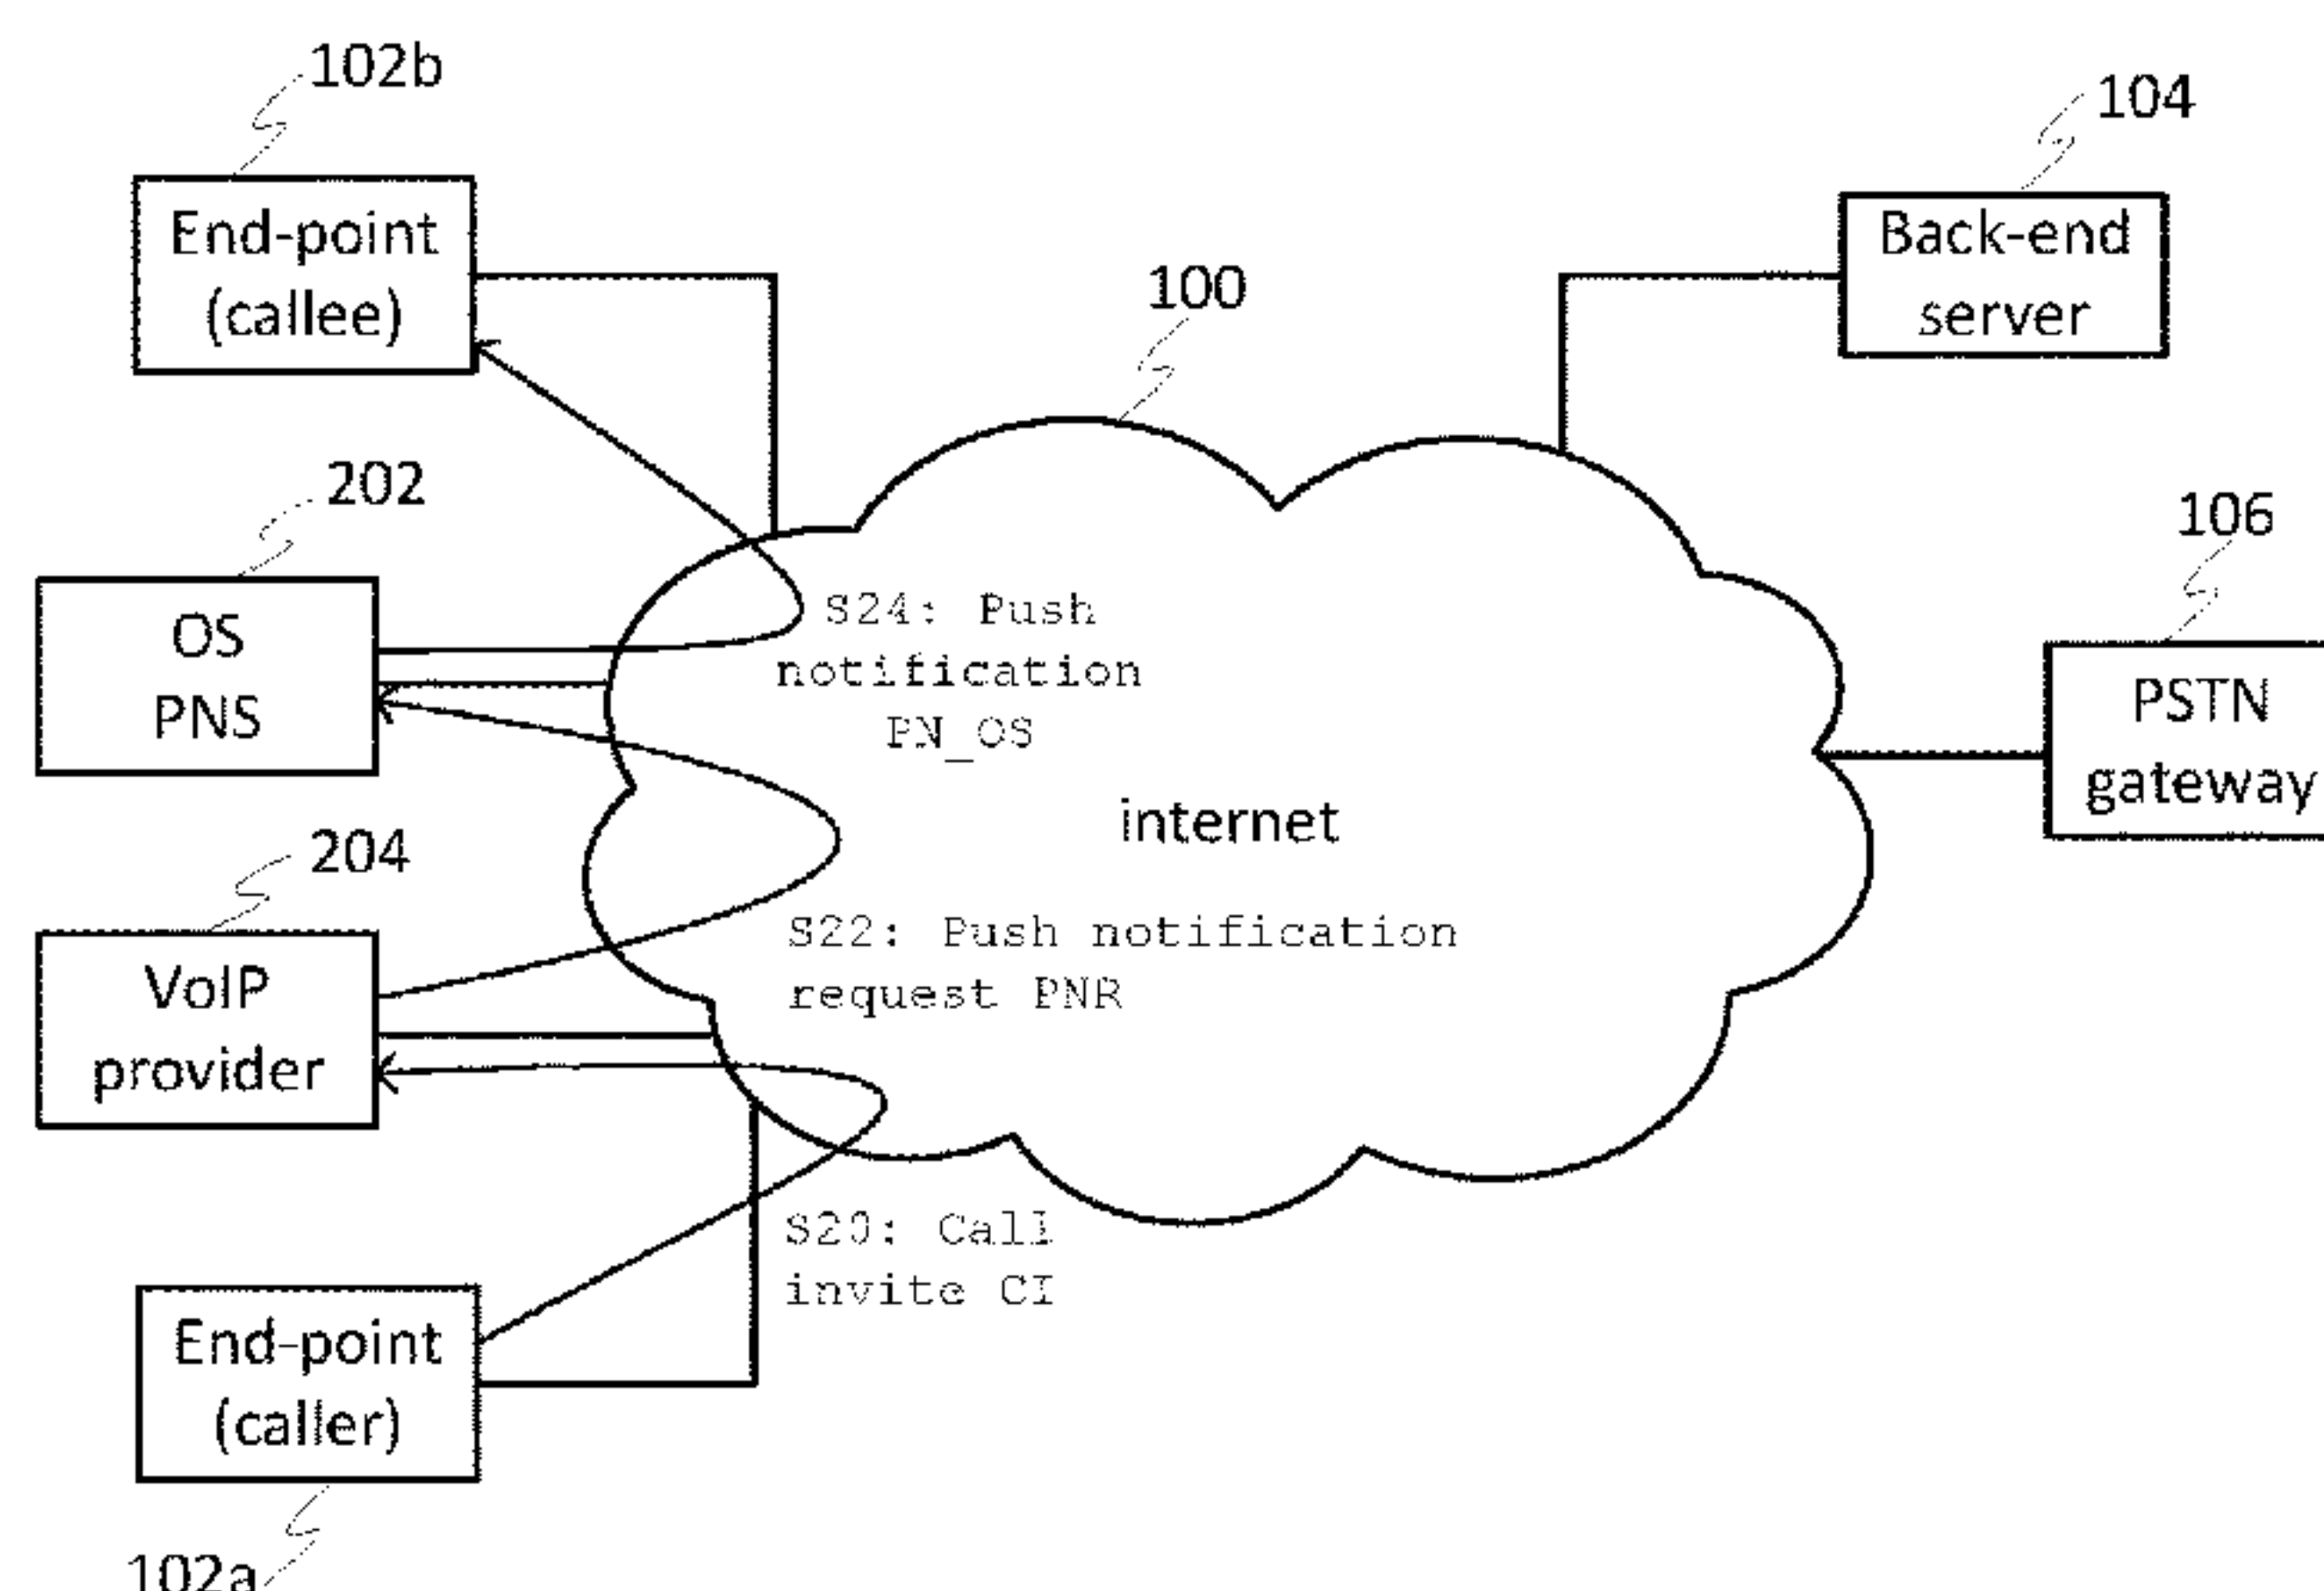 102b
104
End-point
(callee)
Back-end
server
100
202
106
OS
PNS
S24: Push
notification
PN_OS
PSTN
gateway
internet
204
VoIP
provider
S22: Push notification
request PNR
S20: Call
invite CI
End-point
(caller)
102a